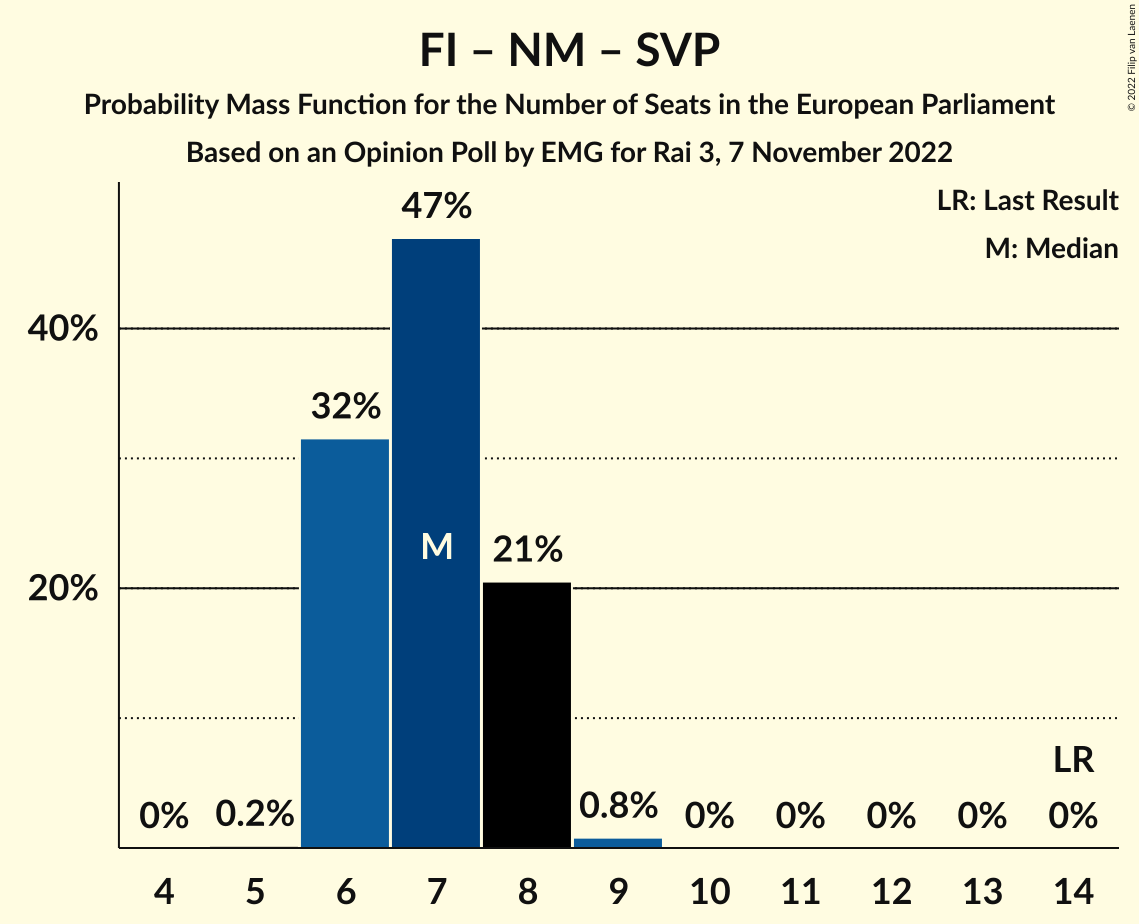 FI – NM – SVP
Probability Mass Function for the Number of Seats in the European Parliament
Based on an Opinion Poll by EMG for Rai 3, 7 November 2022
© 2022 Filip van Laenen
LR: Last Result
M: Median
47%
40%
32%
M
21%
20%
LR
0%
0.2%
0.8%
0%
0%
0%
0%
0%
4 5 6 7 8 9 10 11 12 13 14